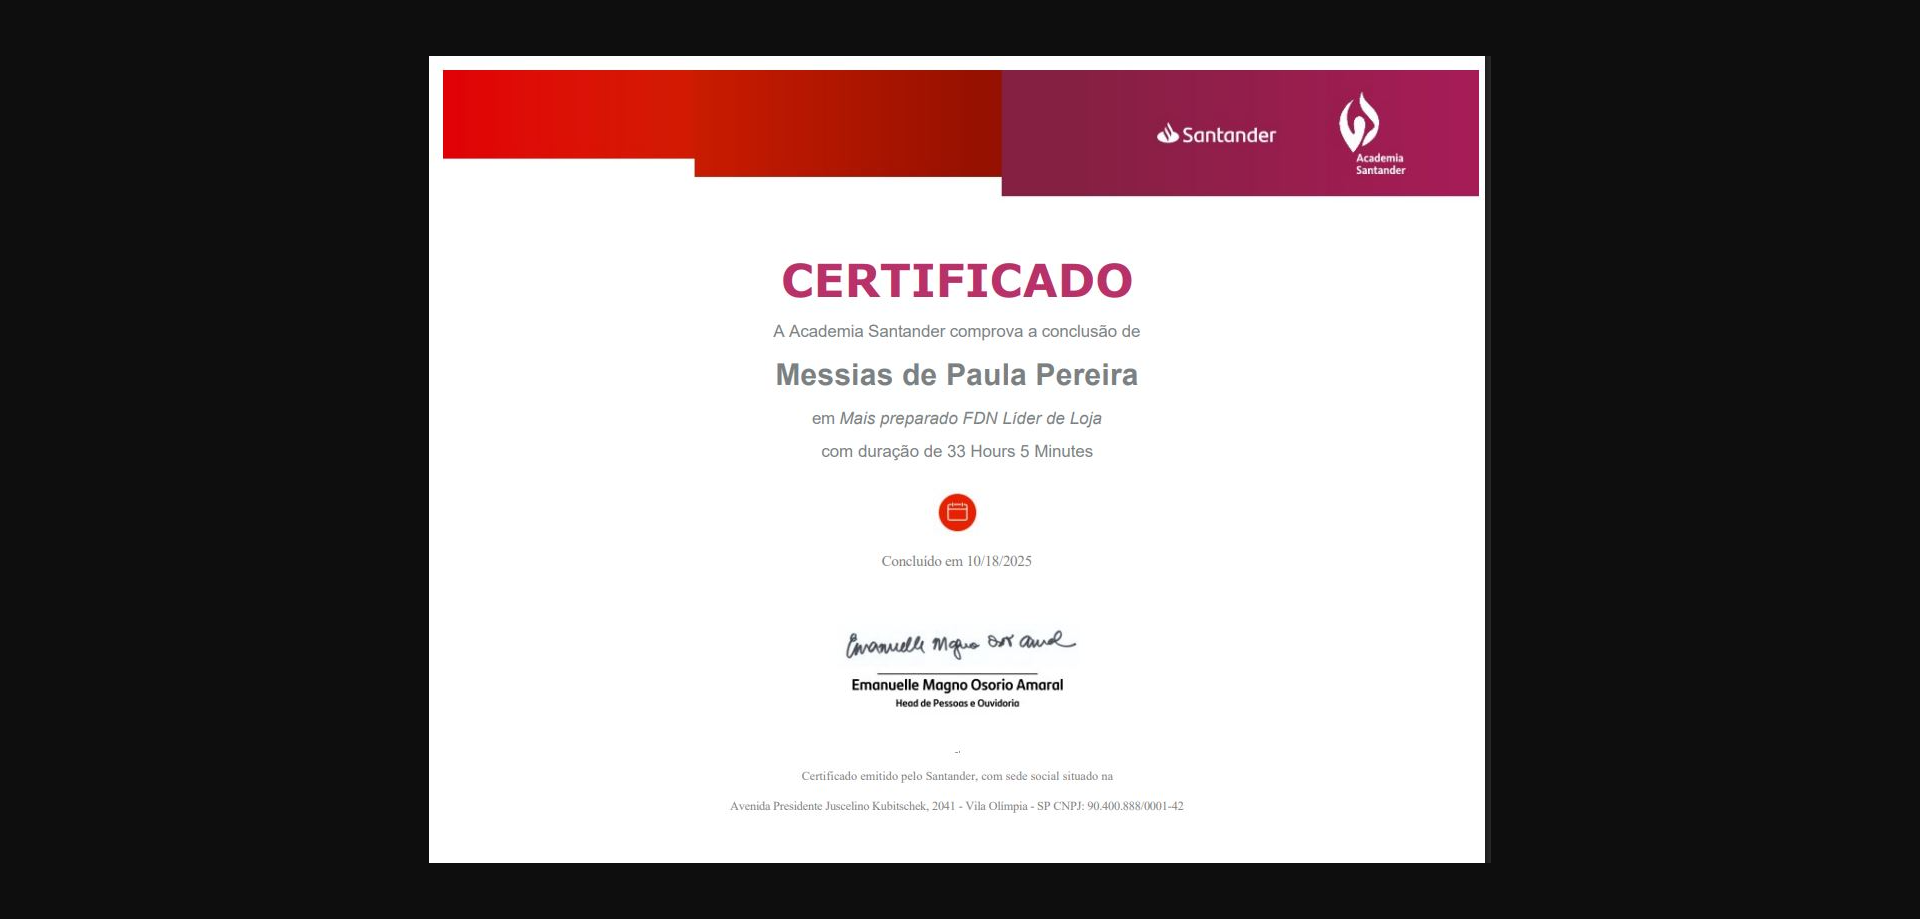 Santander
Academia
Santander
CERTIFICADO
A Academia Santander comprova a conclusão de
Messias de Paula Pereira
em Mais preparado FDN Líder de Loja
com duração de 33 Hours 5 Minutes
Concluído em 10/18/2025
Emanuelle Magno Osorio Amaral
Emanuelle Magno Osorio Amaral
Head de Pessoas e Ouvidoria
-,
Certificado emitido pelo Santander, com sede social situado na
Avenida Presidente Juscelino Kubitschek, 2041 - Vila Olímpia - SP CNPJ: 90.400.888/0001-42